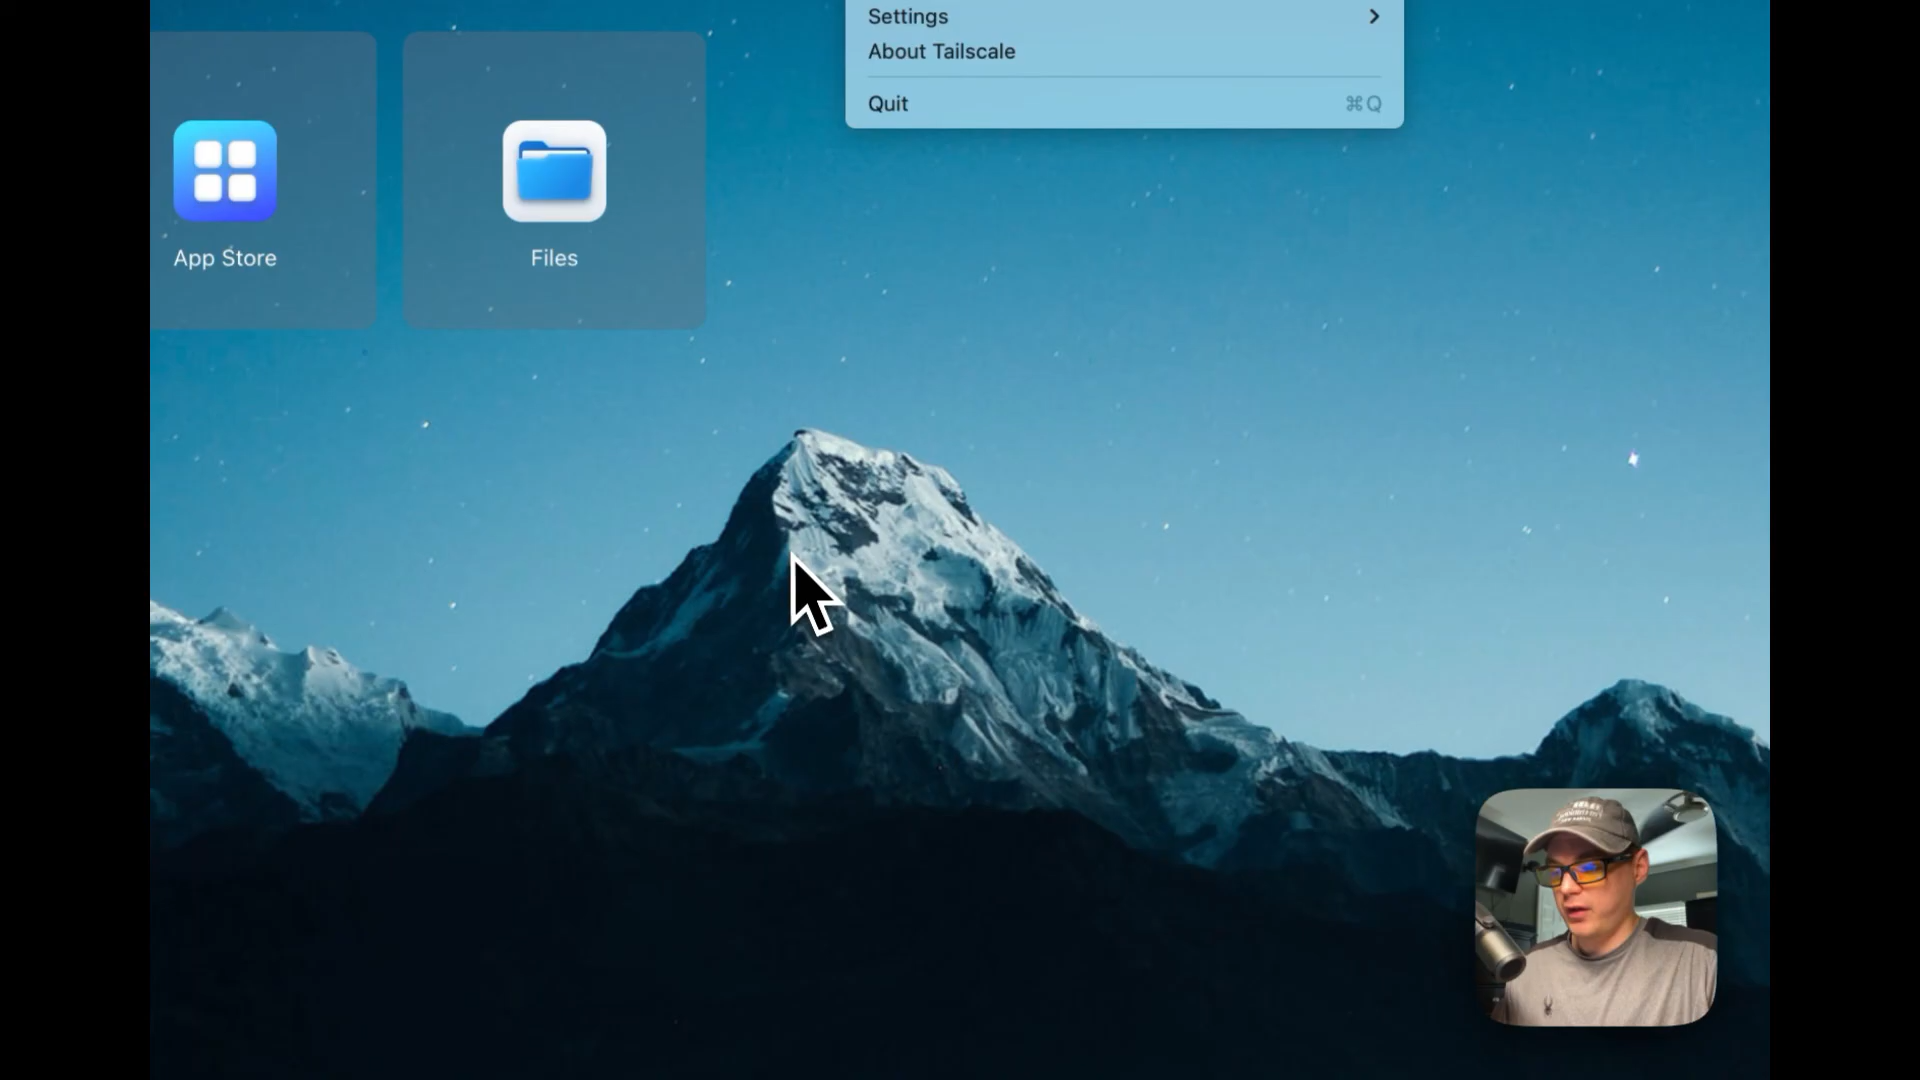 Settings
About Tailscale
Quit ⌘Q
App Store
Files